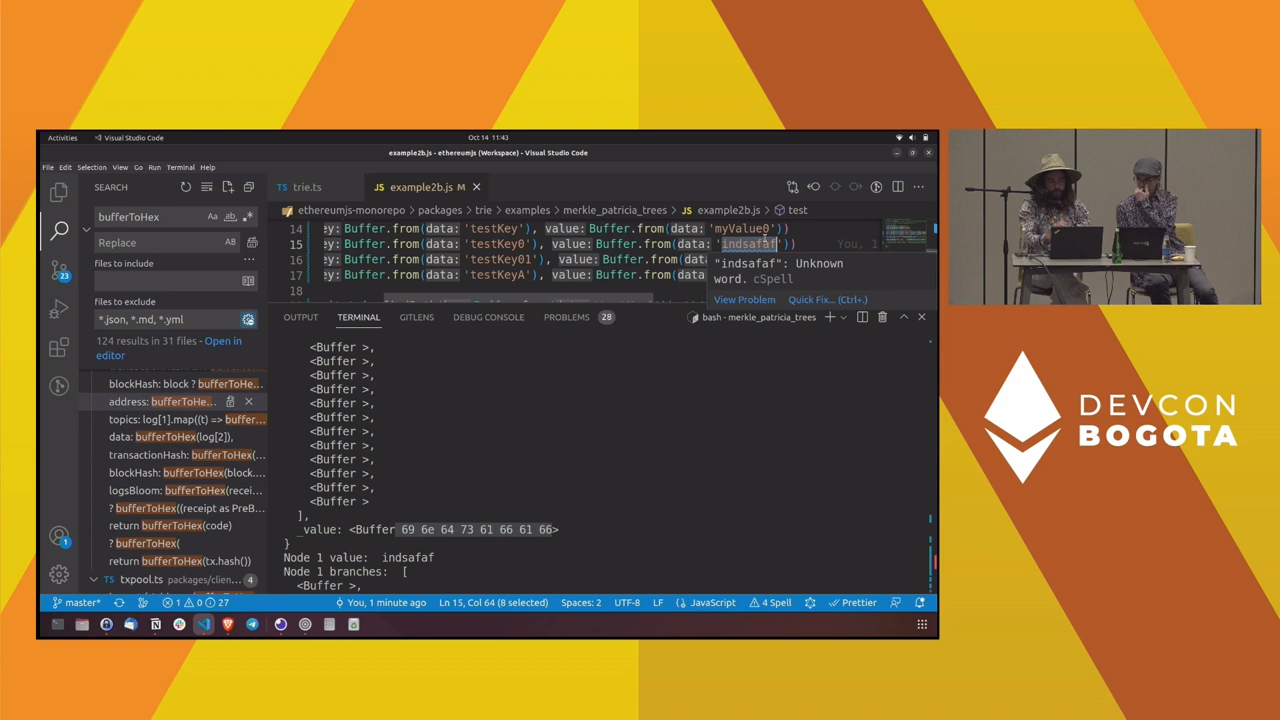 Activities
Visual Studio Code
Oct 14 11:43
example2b.js - ethereumjs (Workspace) - Visual Studio Code
File Edit Selection View Go Run Terminal Help
SEARCH
bufferToHex
Aa ab
Replace
AB
files to include
files to exclude
*.json, *.md, *.yml
124 results in 31 files - Open in
editor
blockHash: block ? bufferToHe...
address: bufferToHe...
topics: log[1].map((t) => buffer...
data: bufferToHex(log[2]),
transactionHash: bufferToHex(...
blockHash: bufferToHex(block....
logsBloom: bufferToHex(recei...
? bufferToHex((receipt as PreB...
return bufferToHex(code)
? bufferToHex(
return bufferToHex(tx.hash())
txpool.ts packages/clien... 4
23
1
trie.ts
JS example2b.js M
ethereumjs-monorepo > packages > trie > examples > merkle_patricia_trees > JS example2b.js > test
14 ey: Buffer.from(data: 'testKey'), value: Buffer.from(data: 'myValue0'))
15 ey: Buffer.from(data: 'testKey0'), value: Buffer.from(data: 'indsafaf')) You, 1
16 ey: Buffer.from(data: 'testKey01'), value: Buffer.from(data:
17 ey: Buffer.from(data: 'testKeyA'), value: Buffer.from(data:
18
"indsafaf": Unknown
word. cSpell
View Problem Quick Fix... (Ctrl+.)
OUTPUT TERMINAL GITLENS DEBUG CONSOLE PROBLEMS 28
bash - merkle_patricia_trees
<Buffer >,
<Buffer >,
<Buffer >,
<Buffer >,
<Buffer >,
<Buffer >,
<Buffer >,
<Buffer >,
<Buffer >,
<Buffer >,
<Buffer >,
<Buffer >
],
_value: <Buffer 69 6e 64 73 61 66 61 66>
}
Node 1 value: indsafaf
Node 1 branches: [
<Buffer >,
master* 1 0 27 You, 1 minute ago Ln 15, Col 64 (8 selected) Spaces: 2 UTF-8 LF JavaScript 4 Spell Prettier
DEVCON
BOGOTA